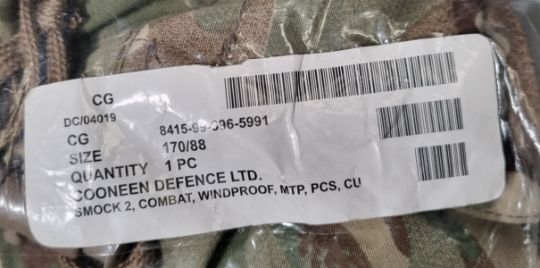 CG
DC/04019
CG 8415-99- 96-5991
SIZE 170/88
QUANTITY 1 PC
COONEEN DEFENCE LTD.
SMOCK 2, COMBAT, WINDPROOF, MTP, PCS, CU